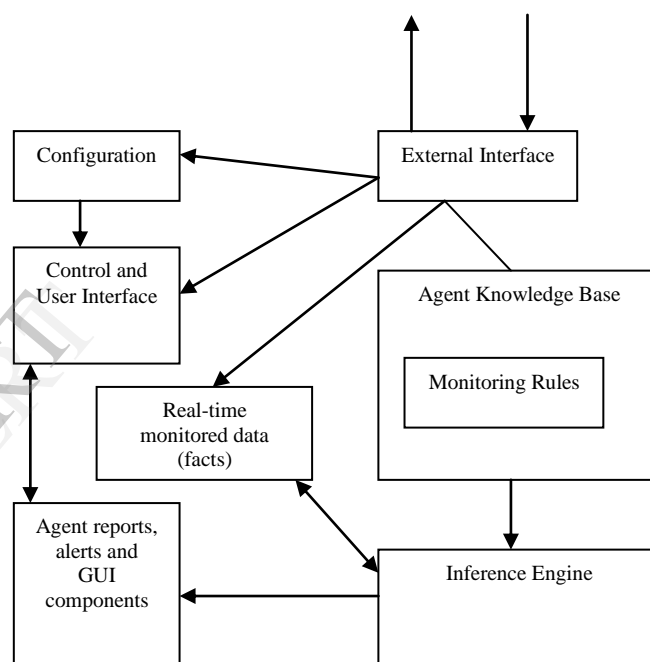 Configuration
External Interface
Control and
User Interface
Agent Knowledge Base
Monitoring Rules
Real-time
monitored data
(facts)
Agent reports,
alerts and
GUI
components
Inference Engine